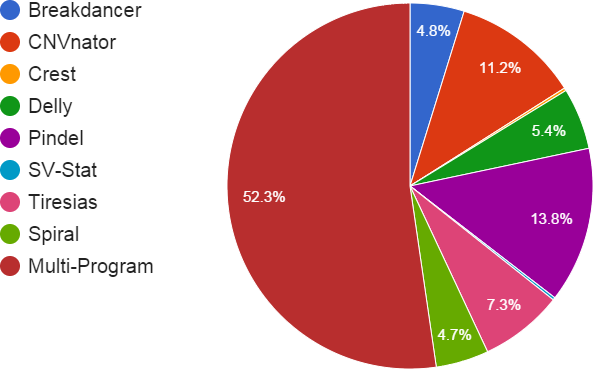 Breakdancer
CNVnator
Crest
Delly
Pindel
SV-Stat
Tiresias
Spiral
Multi-Program
4.8%
11.2%
5.4%
13.8%
7.3%
4.7%
52.3%